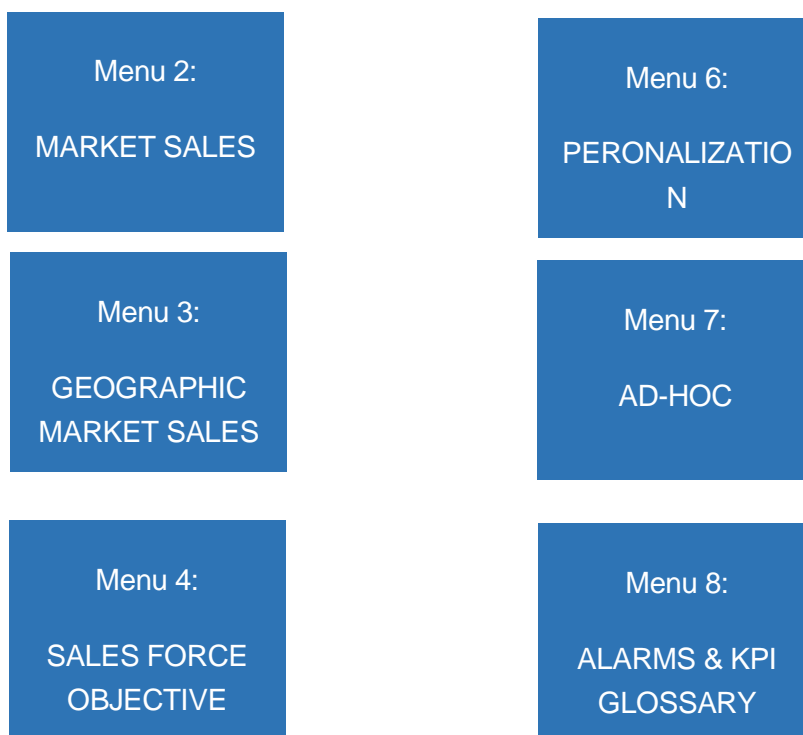 Menu 2:
MARKET SALES
Menu 3:
GEOGRAPHIC
MARKET SALES
Menu 4:
SALES FORCE
OBJECTIVE
Menu 6:
PERONALIZATIO
N
Menu 7:
AD-HOC
Menu 8:
ALARMS & KPI
GLOSSARY